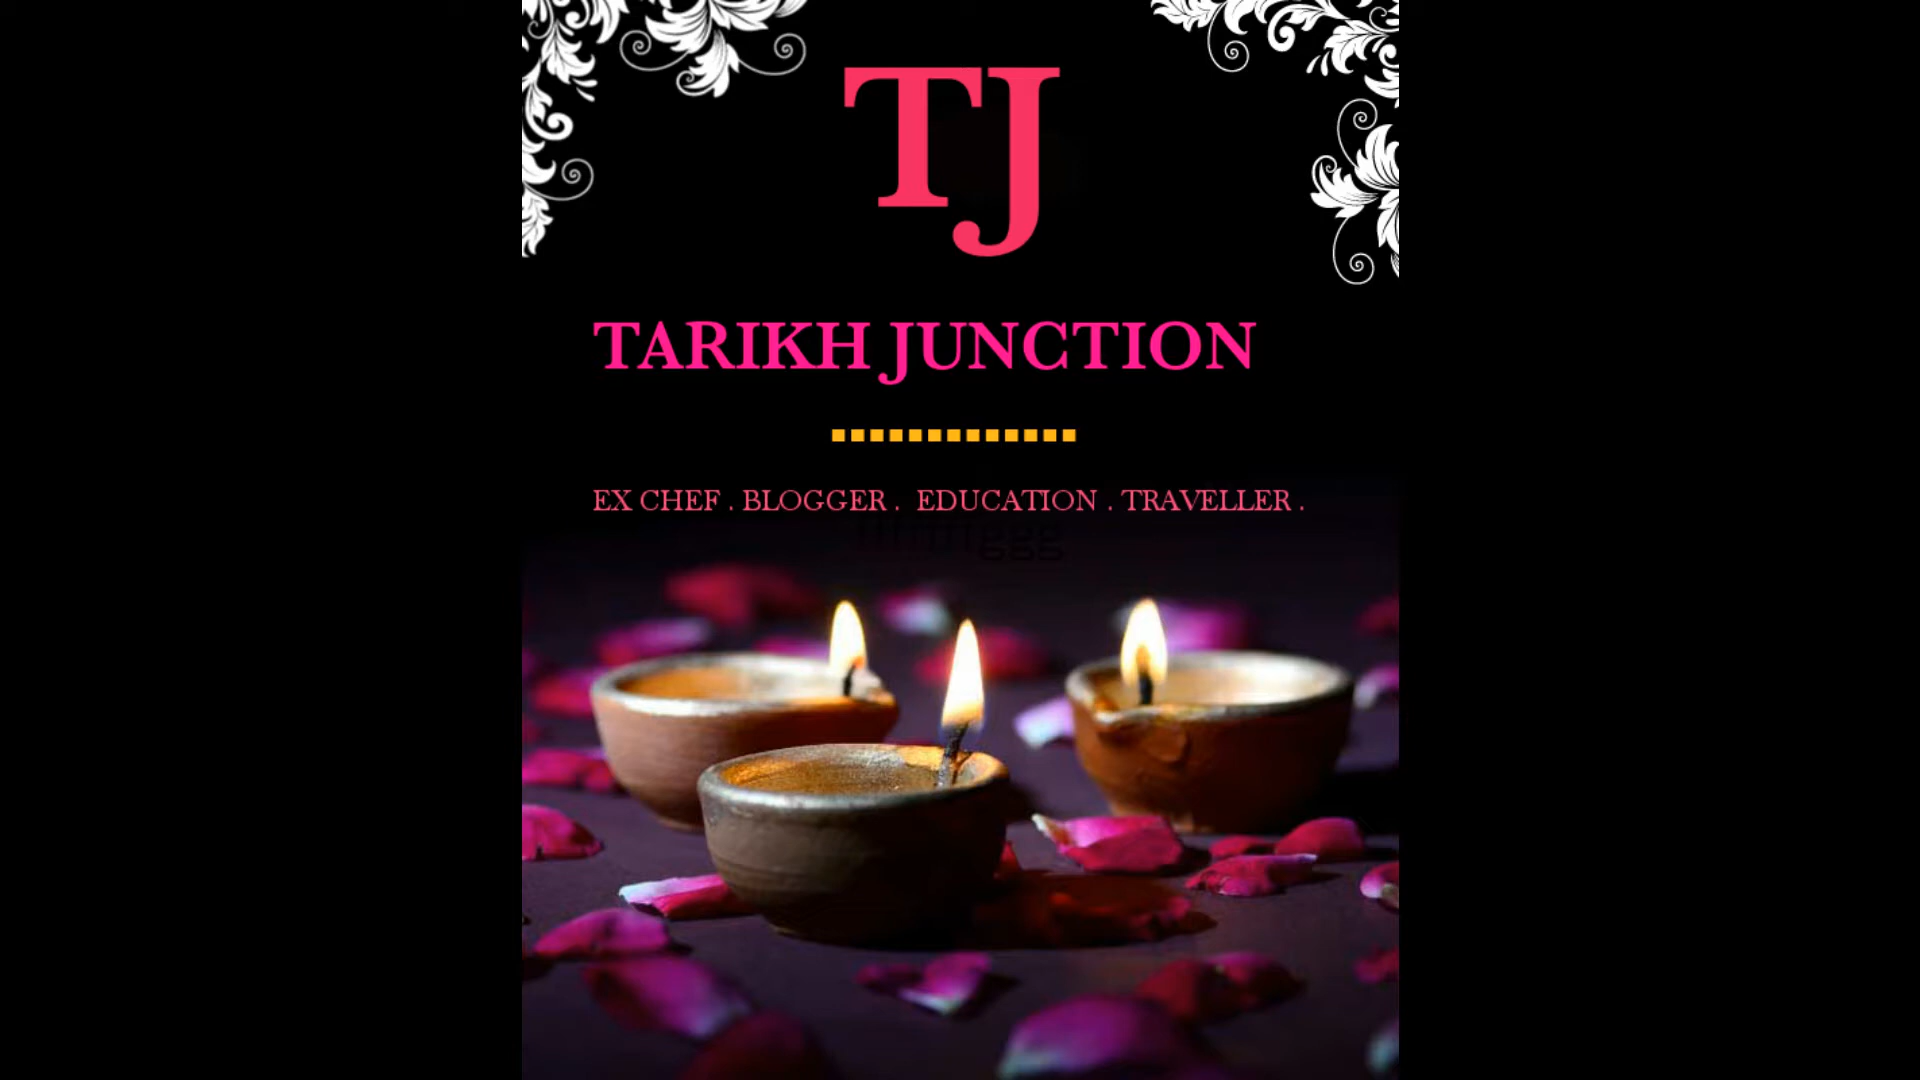 TJ
TARIKH JUNCTION
EX CHEF . BLOGGER . EDUCATION . TRAVELLER .